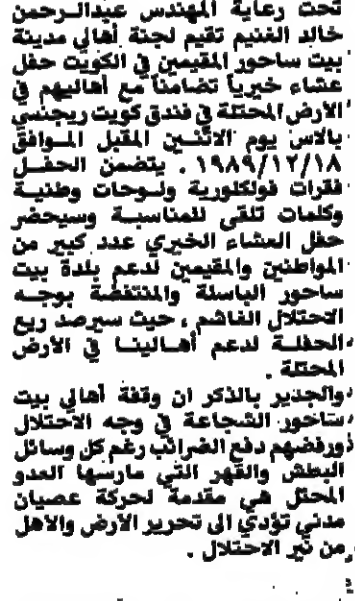 تحت رعاية المهندس عبدالرحمن
خالد الغنيم تقيم لجنة أهالي مدينة
بيت ساحور المقيمين في الكويت حفل
عشاء خيرياً تضامناً مع أهاليهم في
الأرض المحتلة في فندق كويت ريجنسي
بالاس يوم الاثنين المقبل الموافق
١٩٨٩/١٢/١٨ . يتضمن الحفل
فقرات فولكلورية ولوحات وطنية
وكلمات تلقى للمناسبة وسيحضر
حفل العشاء الخيري عدد كبير من
المواطنين والمقيمين لدعم بلدة بيت
ساحور الباسلة والمنتفضة بوجه
الاحتلال الغاشم ، حيث سيرصد ريع
الحفلة لدعم أهالينا في الأرض
المحتلة .
والجدير بالذكر ان وقفة أهالي بيت
ساحور الشجاعة في وجه الاحتلال
ورفضهم دفع الضرائب رغم كل وسائل
البطش والقهر التي مارسها العدو
المحتل هي مقدمة لحركة عصيان
مدني تؤدي الى تحرير الأرض والاهل
من نير الاحتلال .